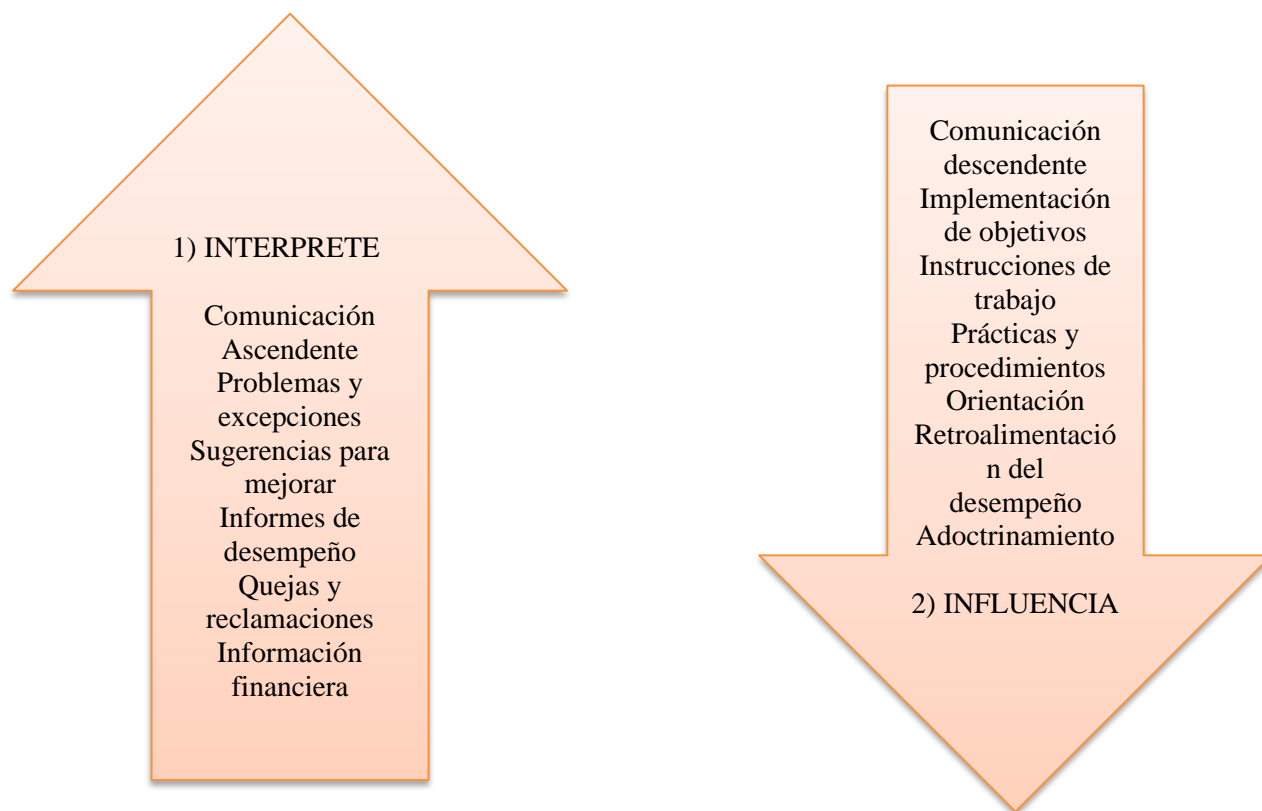 1) INTERPRETE
Comunicación
Ascendente
Problemas y
excepciones
Sugerencias para
mejorar
Informes de
desempeño
Quejas y
reclamaciones
Información
financiera
Comunicación
descendente
Implementación
de objetivos
Instrucciones de
trabajo
Prácticas y
procedimientos
Orientación
Retroalimentació
n del
desempeño
Adoctrinamiento
2) INFLUENCIA